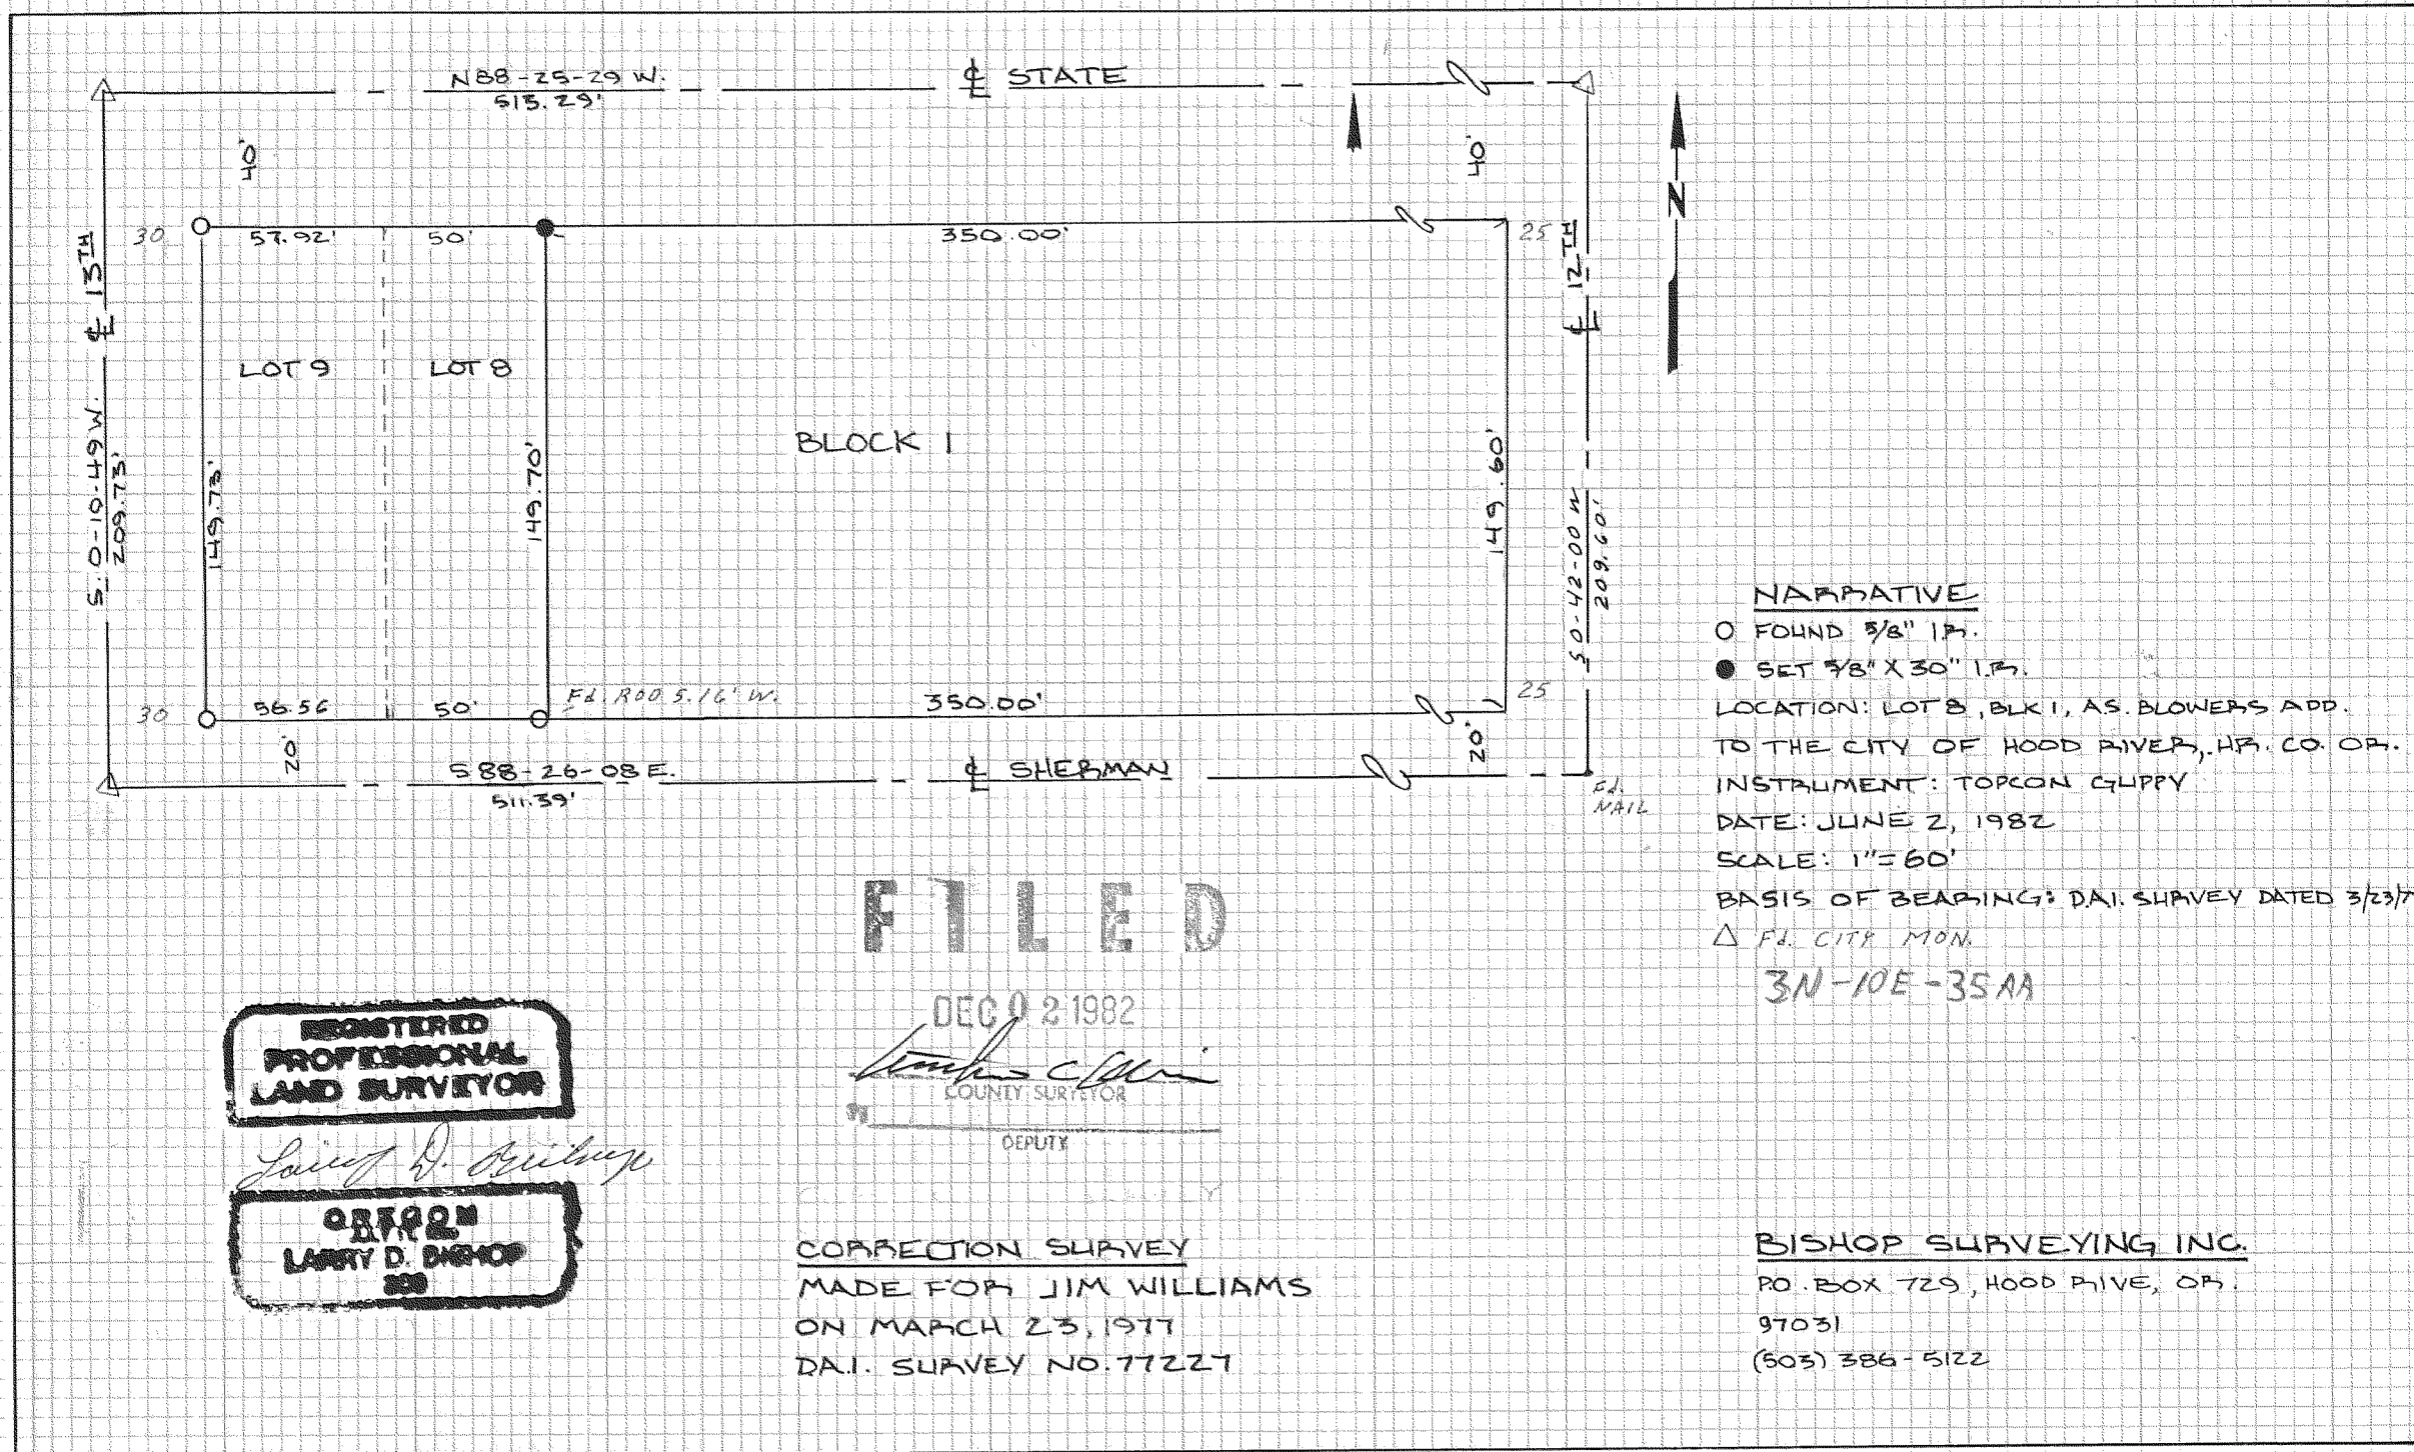 N88-25-29 W.
513.29'
℄ STATE
40'
40'
30
57.92'
50'
350.00'
25
℄ 13TH
℄ 12TH
N
LOT 9
LOT 8
BLOCK 1
S. 0-10-49 W.
209.73'
149.73'
149.70'
149.60'
S 0-42-00 W
209.60'
30
56.56
50'
Fd. ROD 5.16' W.
350.00'
25
20'
20'
S 88-26-08 E.
511.39'
℄ SHERMAN
Fd.
NAIL
NARRATIVE
○ FOUND 5/8" I.R.
● SET 5/8" X 30" I.R.
LOCATION: LOT 8, BLK 1, A.S. BLOWERS ADD.
TO THE CITY OF HOOD RIVER, H.R. CO. OR.
INSTRUMENT: TOPCON GUPPY
DATE: JUNE 2, 1982
SCALE: 1"=60'
BASIS OF BEARING: D.A.I. SURVEY DATED 3/23/7
△ Fd. CITY MON.
3N-10E-35AA
FILED
DEC 02 1982
COUNTY SURVEYOR
DEPUTY
REGISTERED
PROFESSIONAL
LAND SURVEYOR
Larry D. Bishop
OREGON
LARRY D. BISHOP
CORRECTION SURVEY
MADE FOR JIM WILLIAMS
ON MARCH 23, 1977
D.A.I. SURVEY NO. 77227
BISHOP SURVEYING INC.
P.O. BOX 729, HOOD RIVE, OR.
97031
(503) 386-5122